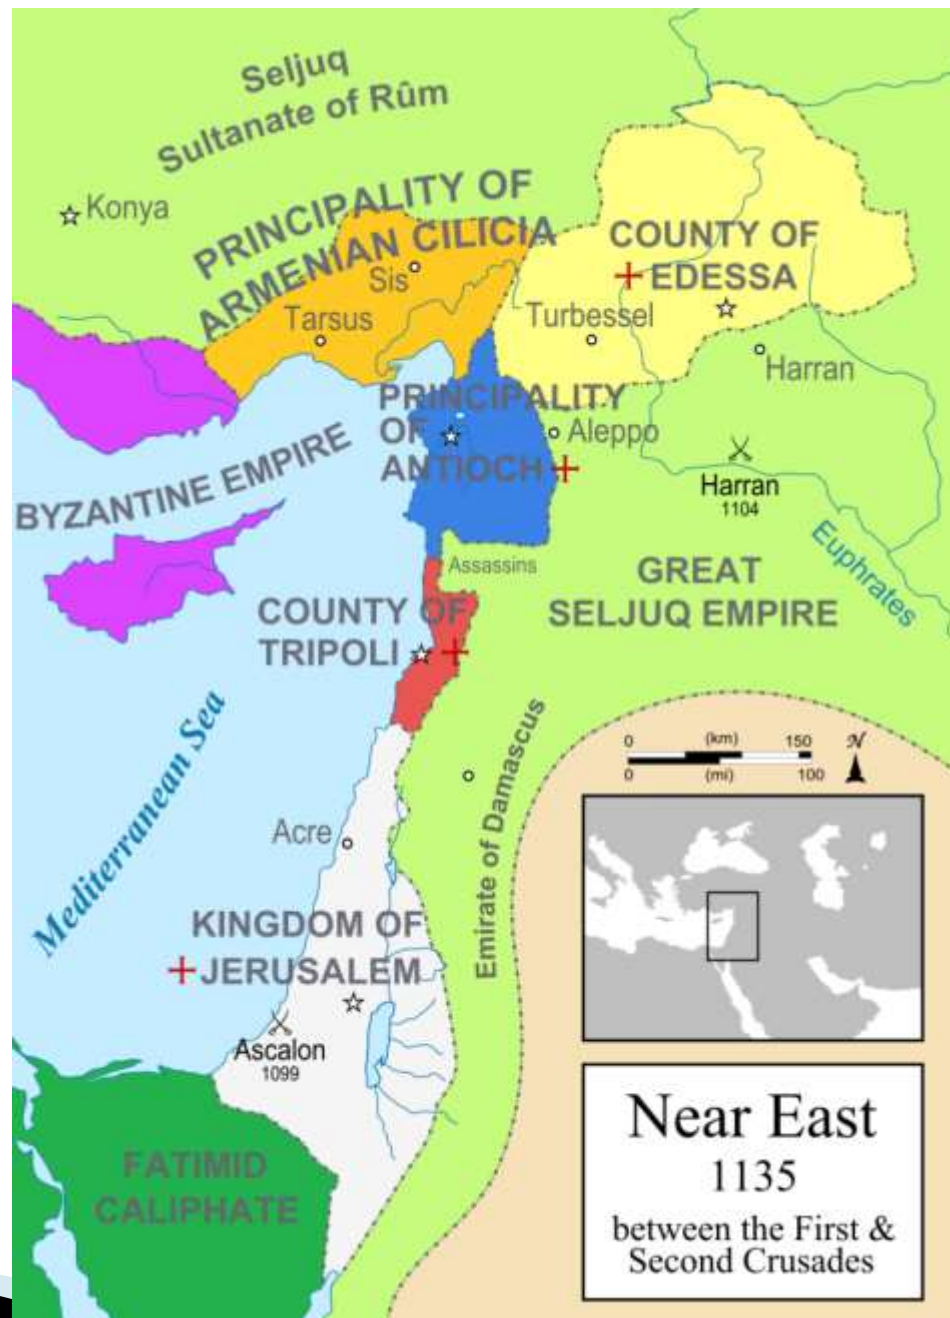 Seljuq
Sultanate of Rûm
Konya
PRINCIPALITY OF
ARMENIAN CILICIA
Sis
Tarsus
COUNTY OF
EDESSA
Turbessel
Harran
PRINCIPALITY
OF
ANTIOCH
Aleppo
Harran
1104
BYZANTINE EMPIRE
Euphrates
Assassins
GREAT
SELJUQ EMPIRE
COUNTY OF
TRIPOLI
Mediterranean Sea
Emirate of Damascus
0 (km) 150
N
0 (mi) 100
Acre
KINGDOM OF
JERUSALEM
Ascalon
1099
FATIMID
CALIPHATE
Near East
1135
between the First &
Second Crusades